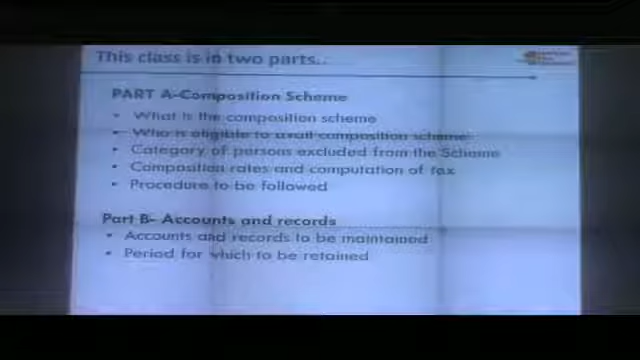 This class is in two parts..
PART A-Composition Scheme
• What is the composition scheme
• Who is eligible to avail composition scheme
• Category of persons excluded from the Scheme
• Composition rates and computation of tax
• Procedure to be followed
Part B- Accounts and records
• Accounts and records to be maintained
• Period for which to be retained